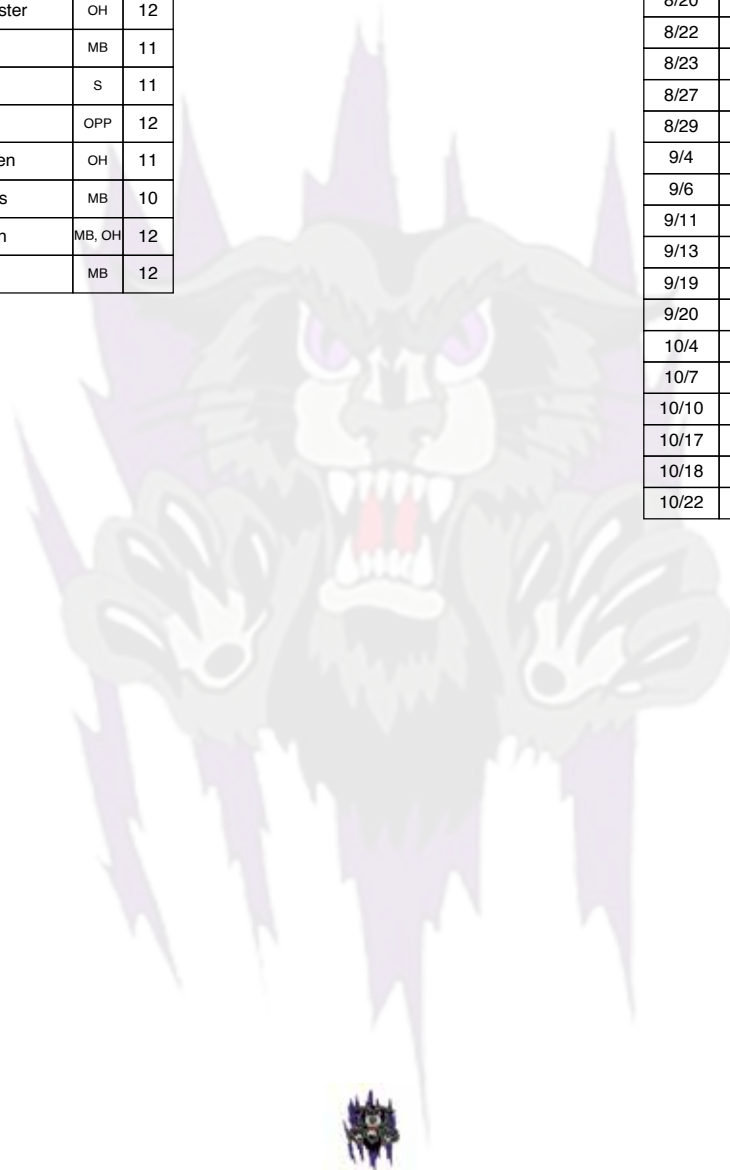 ster OH 12
MB 11
S 11
OPP 12
en OH 11
s MB 10
n MB, OH 12
MB 12
8/20
8/22
8/23
8/27
8/29
9/4
9/6
9/11
9/13
9/19
9/20
10/4
10/7
10/10
10/17
10/18
10/22